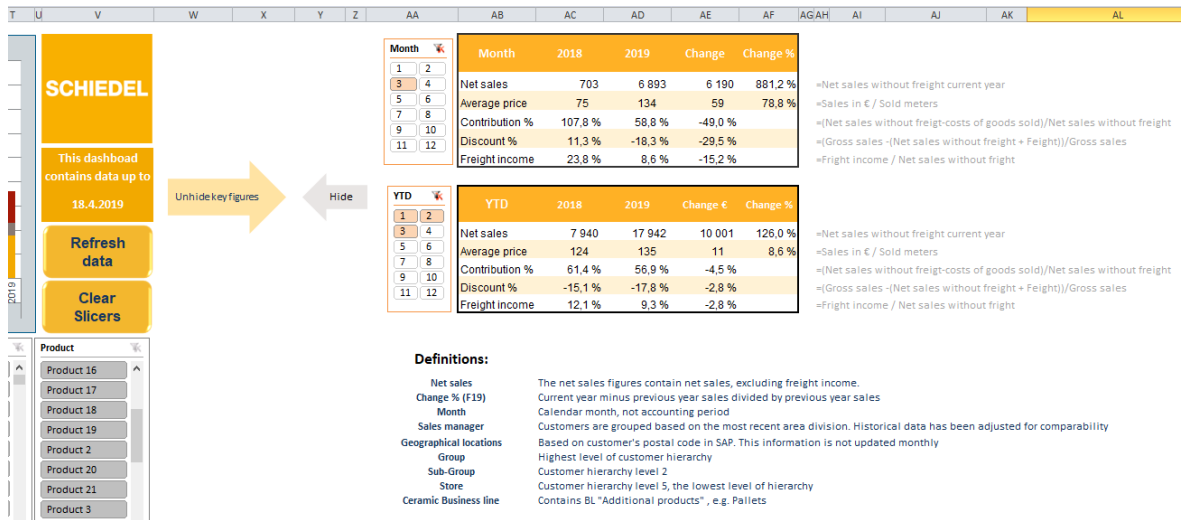 T U V W X Y Z AA AB AC AD AE AF AG AH AI AJ AK AL
SCHIEDEL
This dashboad
contains data up to
18.4.2019
Refresh
data
Clear
Slicers
2019
Unhide key figures
Hide
Month
1 2
3 4
5 6
7 8
9 10
11 12
Month 2018 2019 Change Change %
Net sales 703 6 893 6 190 881,2 %
Average price 75 134 59 78,8 %
Contribution % 107,8 % 58,8 % -49,0 %
Discount % 11,3 % -18,3 % -29,5 %
Freight income 23,8 % 8,6 % -15,2 %
=Net sales without freight current year
=Sales in € / Sold meters
=(Net sales without freigt-costs of goods sold)/Net sales without freight
=(Gross sales -(Net sales without freight + Feight))/Gross sales
=Fright income / Net sales without fright
YTD
1 2
3 4
5 6
7 8
9 10
11 12
YTD 2018 2019 Change € Change %
Net sales 7 940 17 942 10 001 126,0 %
Average price 124 135 11 8,6 %
Contribution % 61,4 % 56,9 % -4,5 %
Discount % -15,1 % -17,8 % -2,8 %
Freight income 12,1 % 9,3 % -2,8 %
=Net sales without freight current year
=Sales in € / Sold meters
=(Net sales without freigt-costs of goods sold)/Net sales without freight
=(Gross sales -(Net sales without freight + Feight))/Gross sales
=Fright income / Net sales without fright
Product
Product 16
Product 17
Product 18
Product 19
Product 2
Product 20
Product 21
Product 3
Definitions:
Net sales The net sales figures contain net sales, excluding freight income.
Change % (F19) Current year minus previous year sales divided by previous year sales
Month Calendar month, not accounting period
Sales manager Customers are grouped based on the most recent area division. Historical data has been adjusted for comparability
Geographical locations Based on customer's postal code in SAP. This information is not updated monthly
Group Highest level of customer hierarchy
Sub-Group Customer hierarchy level 2
Store Customer hierarchy level 5, the lowest level of hierarchy
Ceramic Business line Contains BL "Additional products" , e.g. Pallets